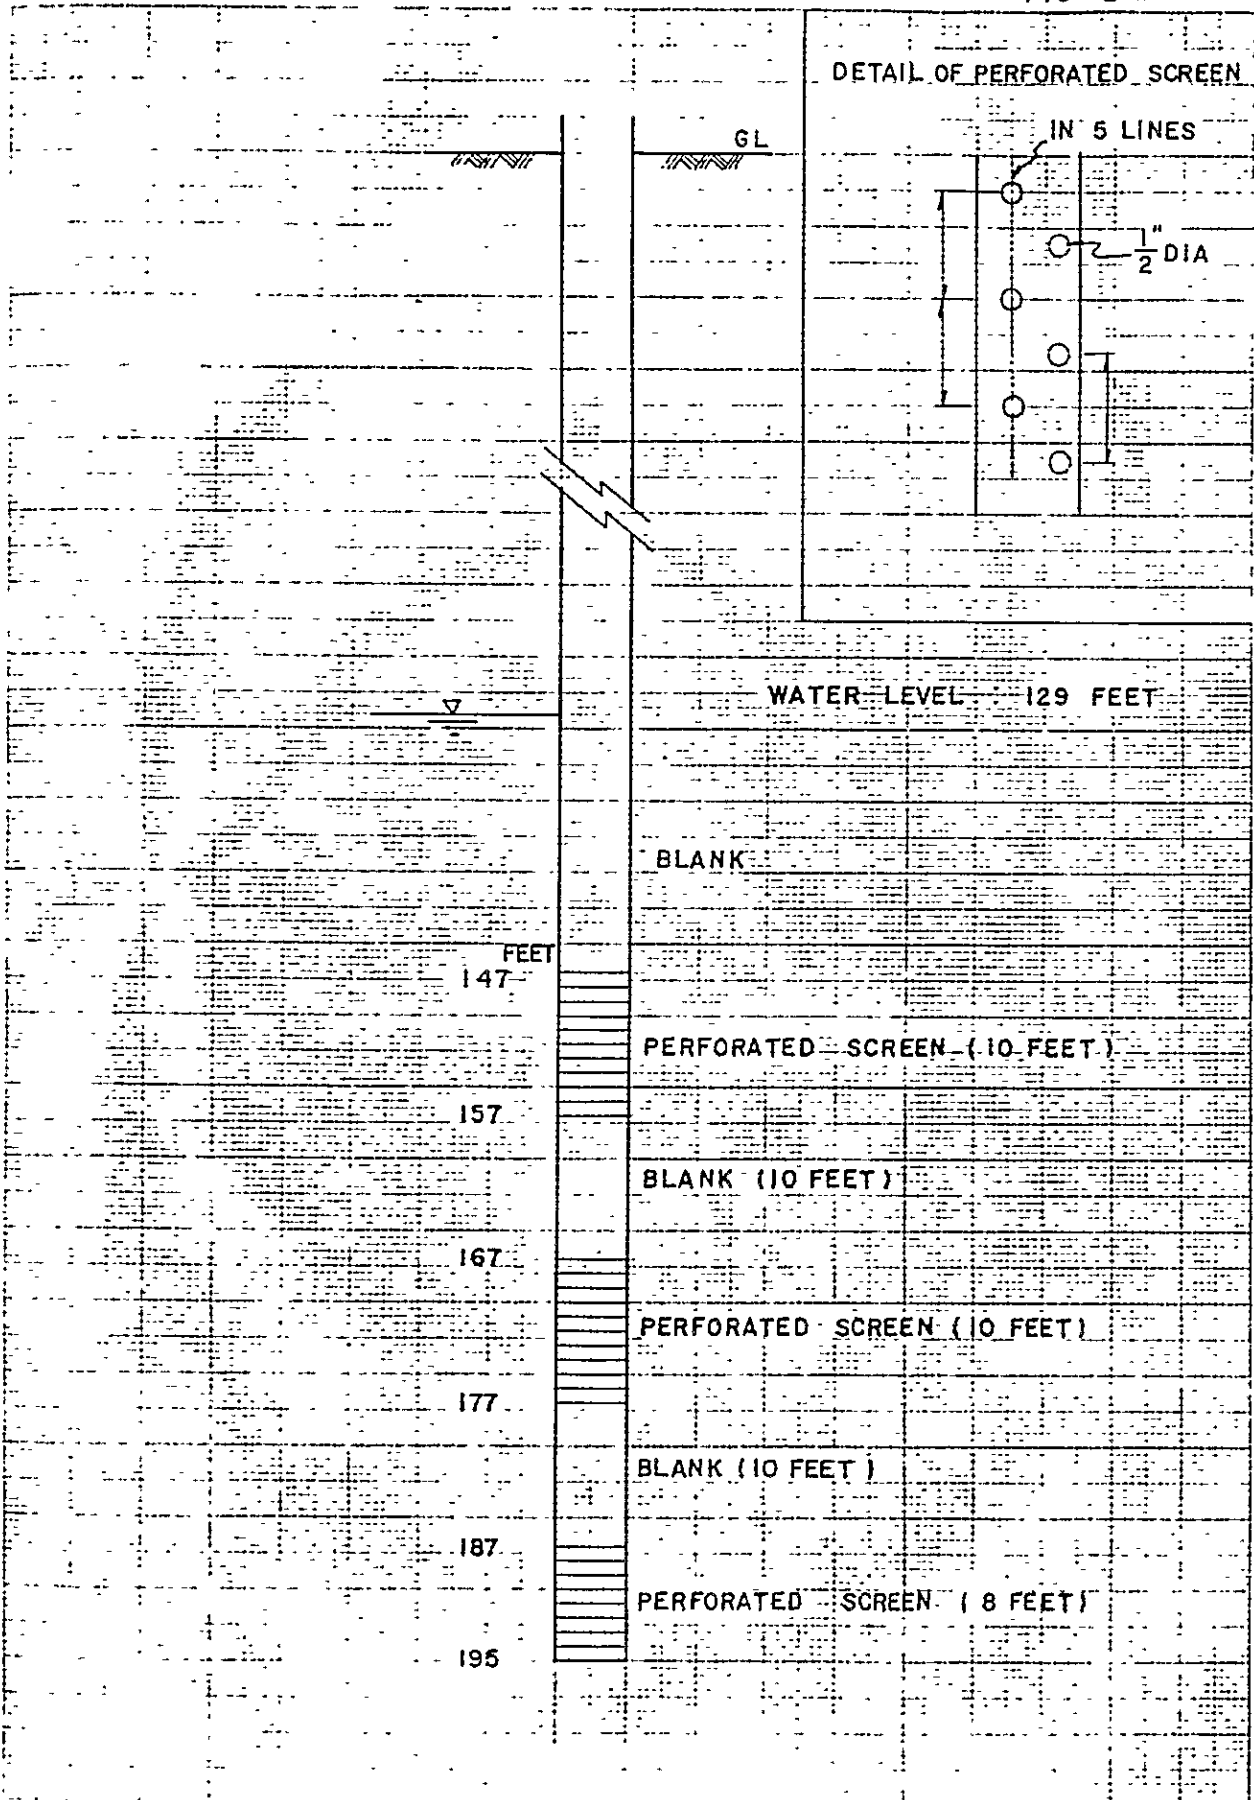 DETAIL OF PERFORATED SCREEN
IN 5 LINES
GL
1/2" DIA
WATER LEVEL 129 FEET
BLANK
FEET
147
PERFORATED SCREEN (10 FEET)
157
BLANK (10 FEET)
167
PERFORATED SCREEN (10 FEET)
177
BLANK (10 FEET)
187
PERFORATED SCREEN (8 FEET)
195